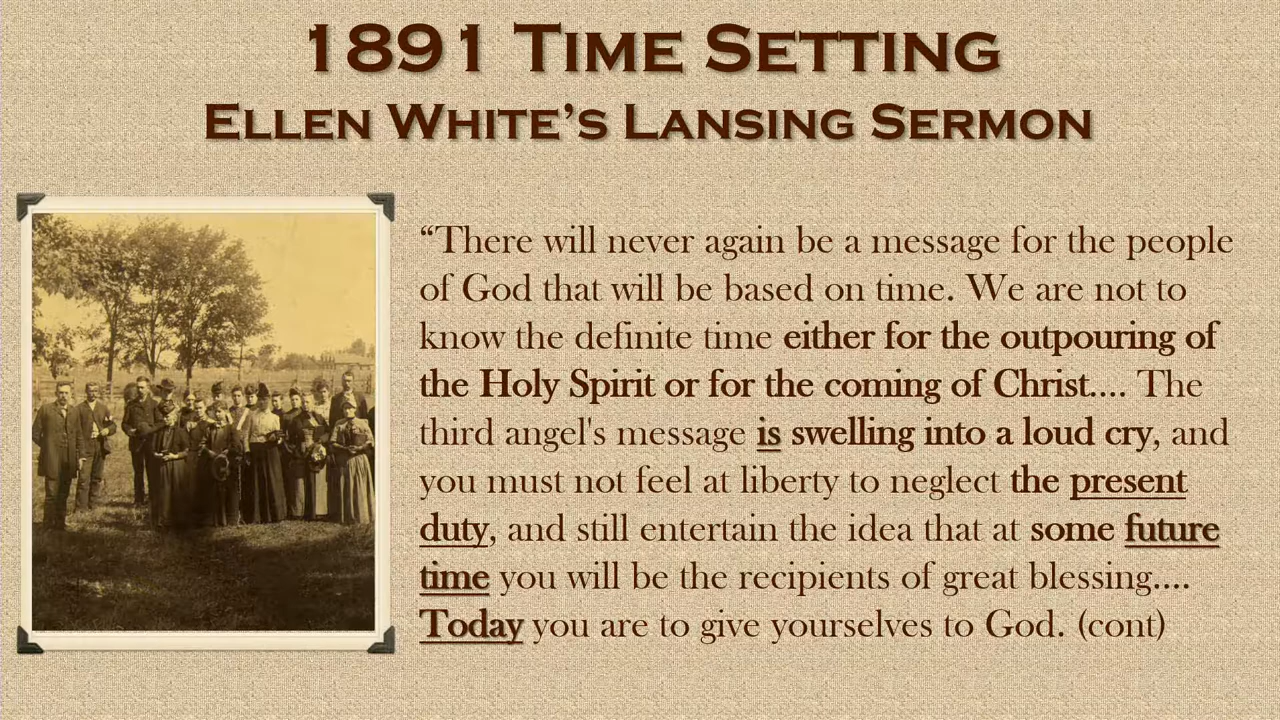 1891 Time Setting
Ellen White's Lansing Sermon
“There will never again be a message for the people
of God that will be based on time. We are not to
know the definite time either for the outpouring of
the Holy Spirit or for the coming of Christ.... The
third angel's message is swelling into a loud cry, and
you must not feel at liberty to neglect the present
duty, and still entertain the idea that at some future
time you will be the recipients of great blessing....
Today you are to give yourselves to God. (cont)